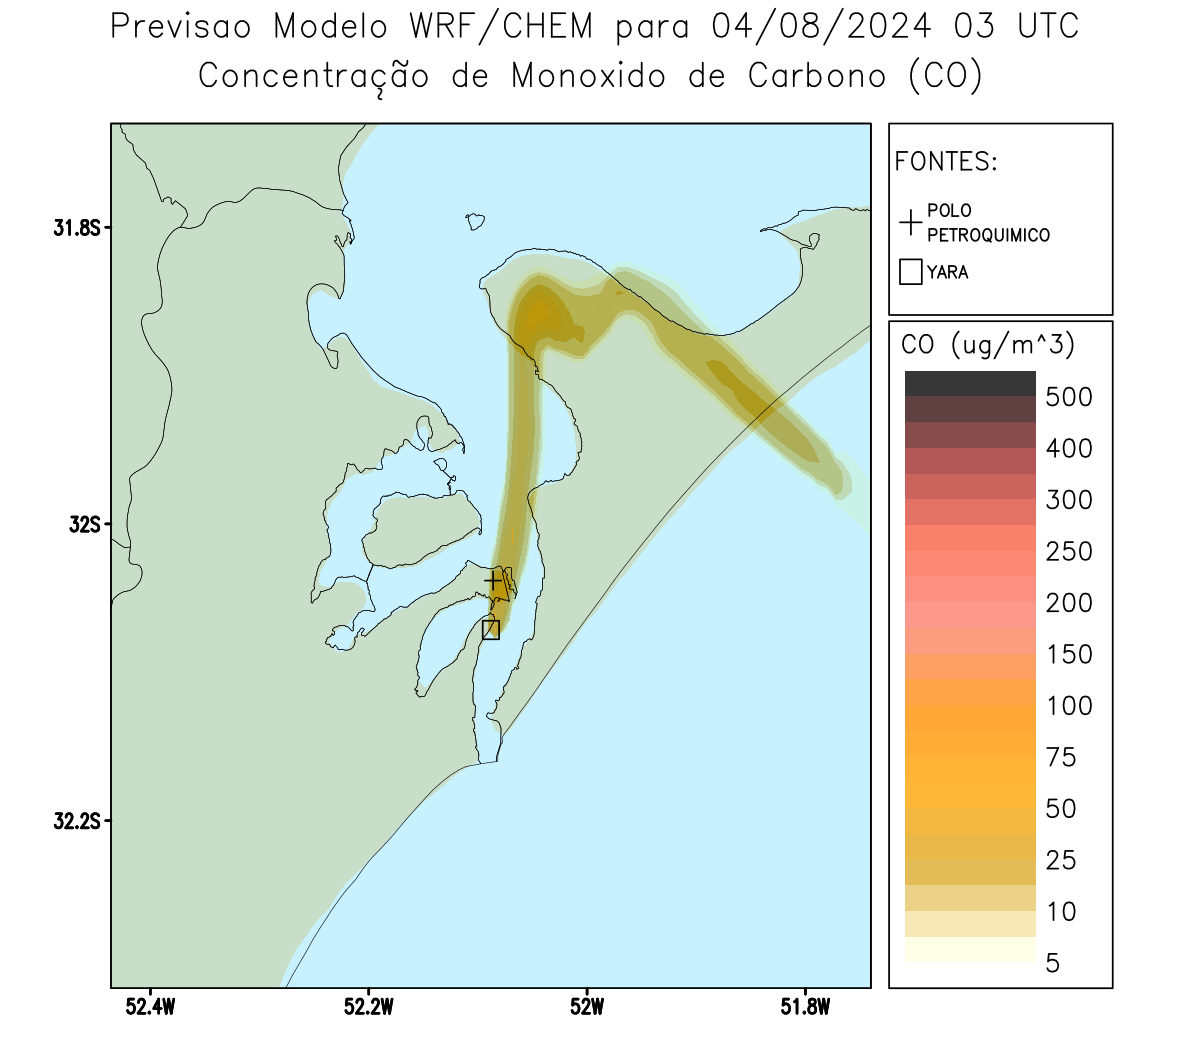 Previsao Modelo WRF/CHEM para 04/08/2024 03 UTC
Concentração de Monoxido de Carbono (CO)
FONTES:
POLO
PETROQUIMICO
YARA
31.8S
32S
32.2S
52.4W
52.2W
52W
51.8W
CO (ug/m^3)
500
400
300
250
200
150
100
75
50
25
10
5